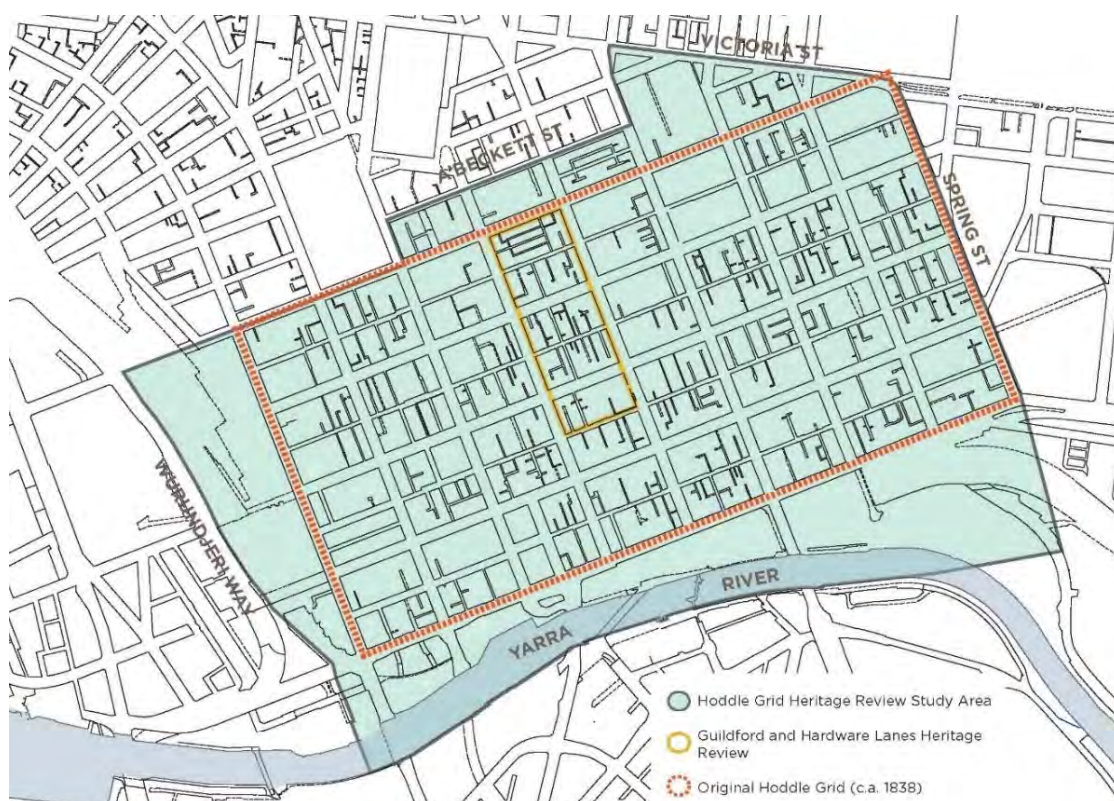 VICTORIA ST
A'BECKETT ST
SPRING ST
WURUNDJERI WAY
YARRA
RIVER
Hoddle Grid Heritage Review Study Area
Guildford and Hardware Lanes Heritage
Review
Original Hoddle Grid (c.a. 1838)